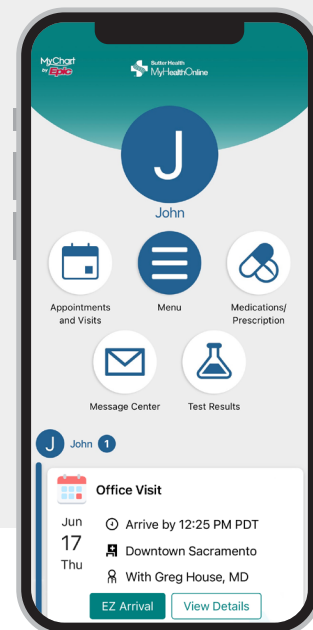 MyChart
by Epic
Sutter Health
MyHealthOnline
J
John
Appointments
and Visits
Menu
Medications/
Prescription
Message Center
Test Results
J John 1
Office Visit
Jun
17
Thu
Arrive by 12:25 PM PDT
Downtown Sacramento
With Greg House, MD
EZ Arrival View Details